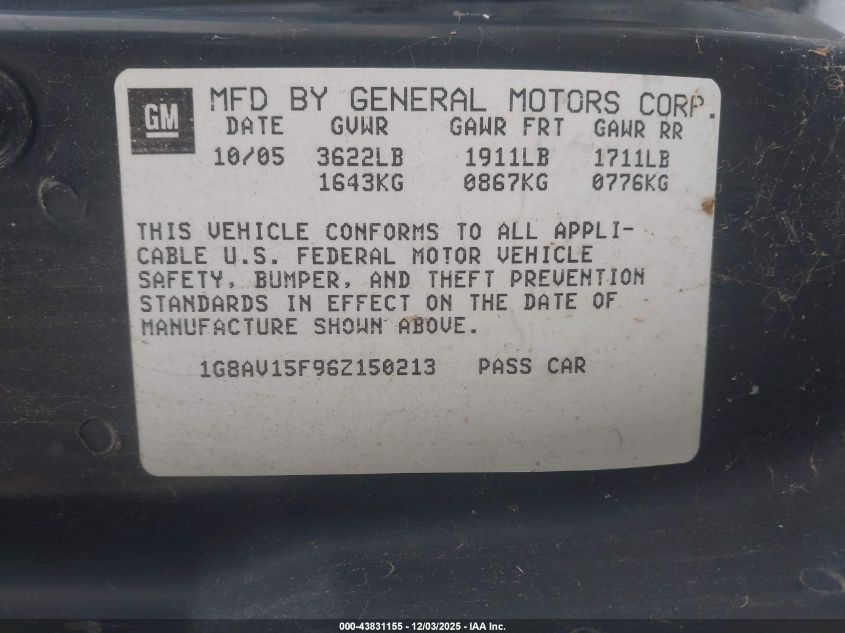 GM
MFD BY GENERAL MOTORS CORP.
DATE GVWR GAWR FRT GAWR RR
10/05 3622LB 1911LB 1711LB
1643KG 0867KG 0776KG
THIS VEHICLE CONFORMS TO ALL APPLI-
CABLE U.S. FEDERAL MOTOR VEHICLE
SAFETY, BUMPER, AND THEFT PREVENTION
STANDARDS IN EFFECT ON THE DATE OF
MANUFACTURE SHOWN ABOVE.
1G8AV15F96Z150213 PASS CAR
000-43831155 - 12/03/2025 - IAA Inc.